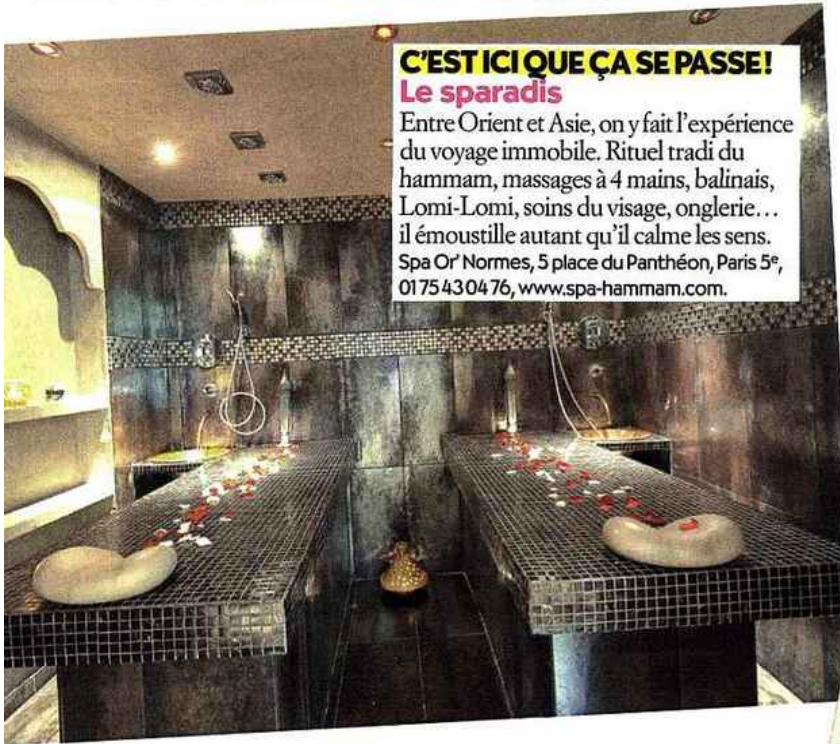 C'EST ICI QUE ÇA SE PASSE!
Le sparadis
Entre Orient et Asie, on y fait l'expérience
du voyage immobile. Rituel tradi du
hammam, massages à 4 mains, balinais,
Lomi-Lomi, soins du visage, onglerie...
il émoustille autant qu'il calme les sens.
Spa Or' Normes, 5 place du Panthéon, Paris 5e,
0175430476, www.spa-hammam.com.